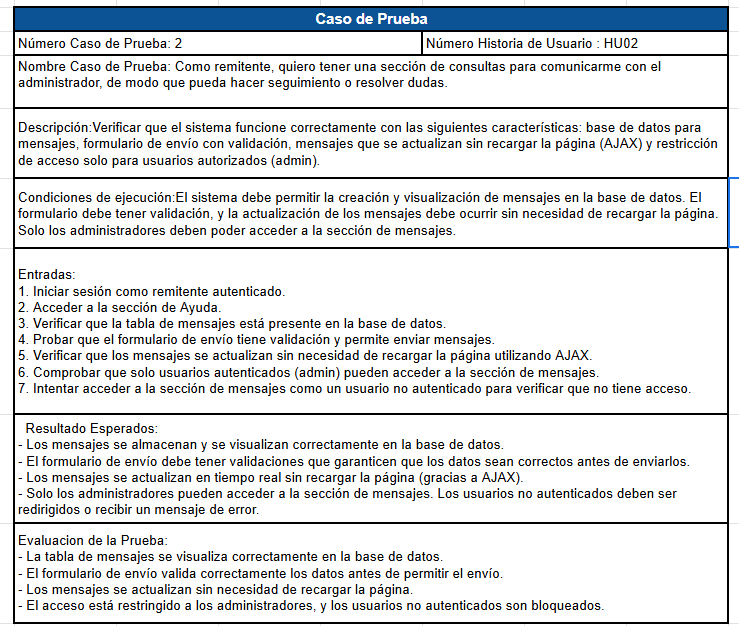 Caso de Prueba
Número Caso de Prueba: 2
Número Historia de Usuario : HU02
Nombre Caso de Prueba: Como remitente, quiero tener una sección de consultas para comunicarme con el
administrador, de modo que pueda hacer seguimiento o resolver dudas.
Descripción:Verificar que el sistema funcione correctamente con las siguientes características: base de datos para
mensajes, formulario de envío con validación, mensajes que se actualizan sin recargar la página (AJAX) y restricción
de acceso solo para usuarios autorizados (admin).
Condiciones de ejecución:El sistema debe permitir la creación y visualización de mensajes en la base de datos. El
formulario debe tener validación, y la actualización de los mensajes debe ocurrir sin necesidad de recargar la página.
Solo los administradores deben poder acceder a la sección de mensajes.
Entradas:
1. Iniciar sesión como remitente autenticado.
2. Acceder a la sección de Ayuda.
3. Verificar que la tabla de mensajes está presente en la base de datos.
4. Probar que el formulario de envío tiene validación y permite enviar mensajes.
5. Verificar que los mensajes se actualizan sin necesidad de recargar la página utilizando AJAX.
6. Comprobar que solo usuarios autenticados (admin) pueden acceder a la sección de mensajes.
7. Intentar acceder a la sección de mensajes como un usuario no autenticado para verificar que no tiene acceso.
Resultado Esperados:
- Los mensajes se almacenan y se visualizan correctamente en la base de datos.
- El formulario de envío debe tener validaciones que garanticen que los datos sean correctos antes de enviarlos.
- Los mensajes se actualizan en tiempo real sin recargar la página (gracias a AJAX).
- Solo los administradores pueden acceder a la sección de mensajes. Los usuarios no autenticados deben ser
redirigidos o recibir un mensaje de error.
Evaluacion de la Prueba:
- La tabla de mensajes se visualiza correctamente en la base de datos.
- El formulario de envío valida correctamente los datos antes de permitir el envío.
- Los mensajes se actualizan sin necesidad de recargar la página.
- El acceso está restringido a los administradores, y los usuarios no autenticados son bloqueados.